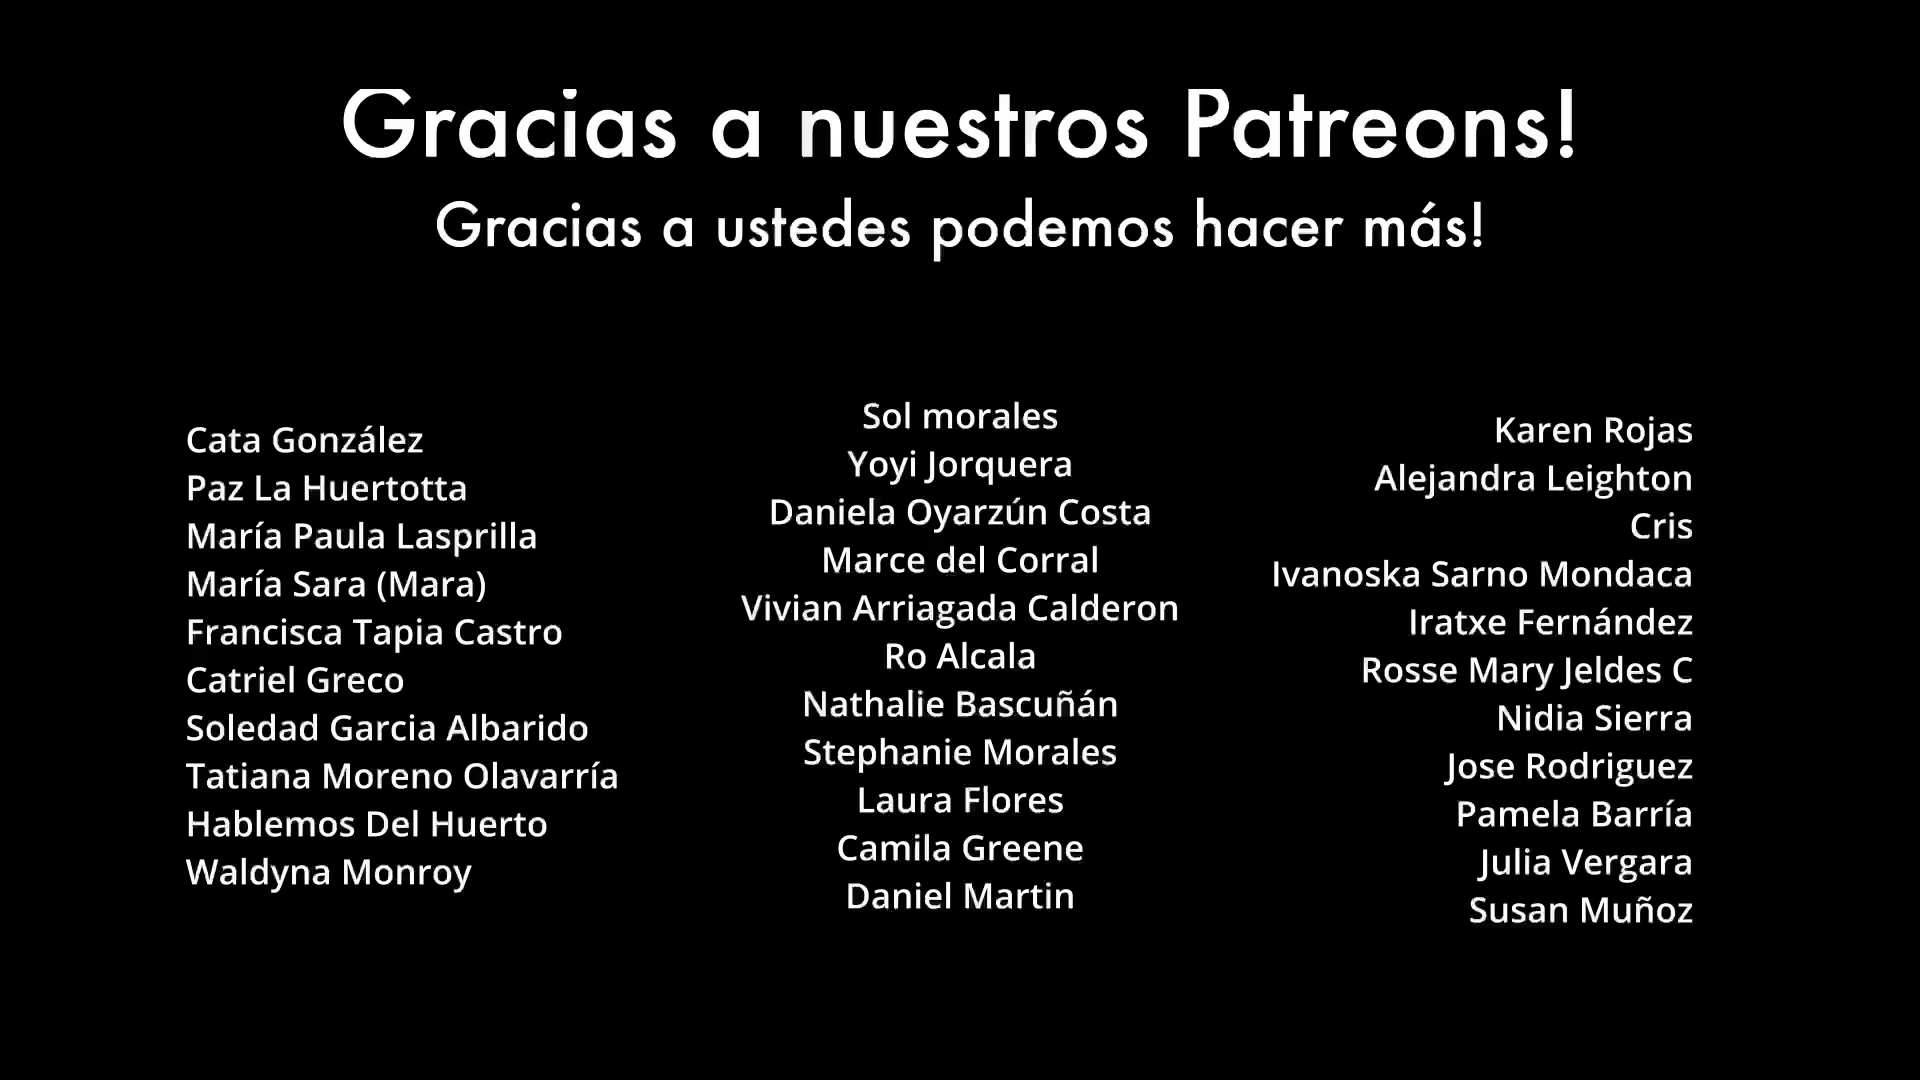 Gracias a nuestros Patreons!
Gracias a ustedes podemos hacer más!
Cata González
Paz La Huertotta
María Paula Lasprilla
María Sara (Mara)
Francisca Tapia Castro
Catriel Greco
Soledad Garcia Albarido
Tatiana Moreno Olavarría
Hablemos Del Huerto
Waldyna Monroy
Sol morales
Yoyi Jorquera
Daniela Oyarzún Costa
Marce del Corral
Vivian Arriagada Calderon
Ro Alcala
Nathalie Bascuñán
Stephanie Morales
Laura Flores
Camila Greene
Daniel Martin
Karen Rojas
Alejandra Leighton
Cris
Ivanoska Sarno Mondaca
Iratxe Fernández
Rosse Mary Jeldes C
Nidia Sierra
Jose Rodriguez
Pamela Barría
Julia Vergara
Susan Muñoz